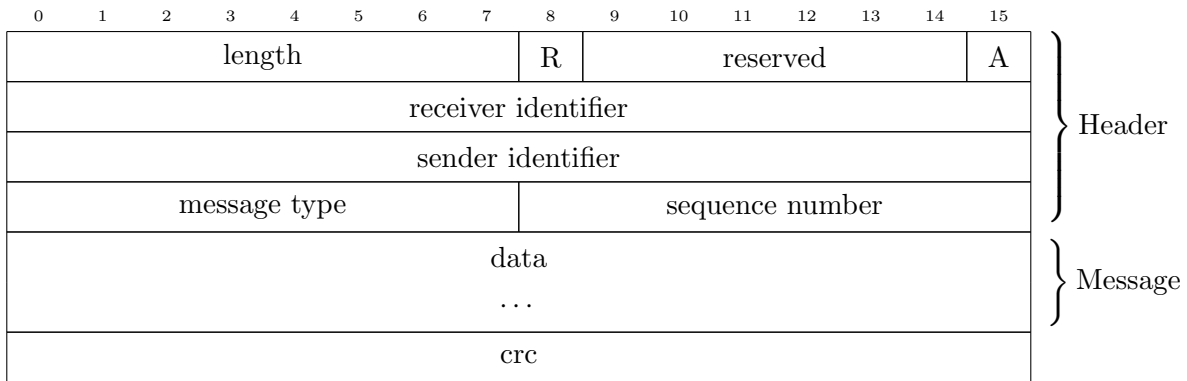 0 1 2 3 4 5 6 7 8 9 10 11 12 13 14 15
length R reserved A
receiver identifier
Header
sender identifier
message type sequence number
data
Message
...
crc